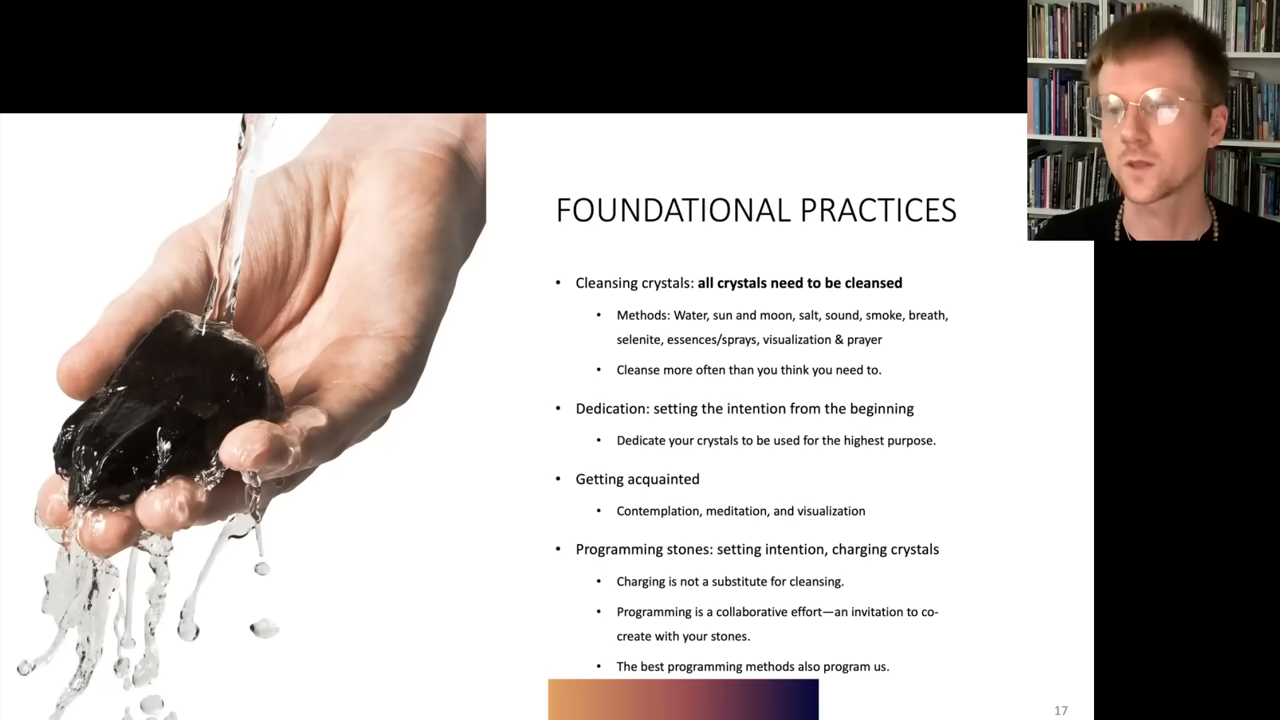 FOUNDATIONAL PRACTICES
• Cleansing crystals: all crystals need to be cleansed
• Methods: Water, sun and moon, salt, sound, smoke, breath,
selenite, essences/sprays, visualization & prayer
• Cleanse more often than you think you need to.
• Dedication: setting the intention from the beginning
• Dedicate your crystals to be used for the highest purpose.
• Getting acquainted
• Contemplation, meditation, and visualization
• Programming stones: setting intention, charging crystals
• Charging is not a substitute for cleansing.
• Programming is a collaborative effort—an invitation to co-
create with your stones.
• The best programming methods also program us.
17